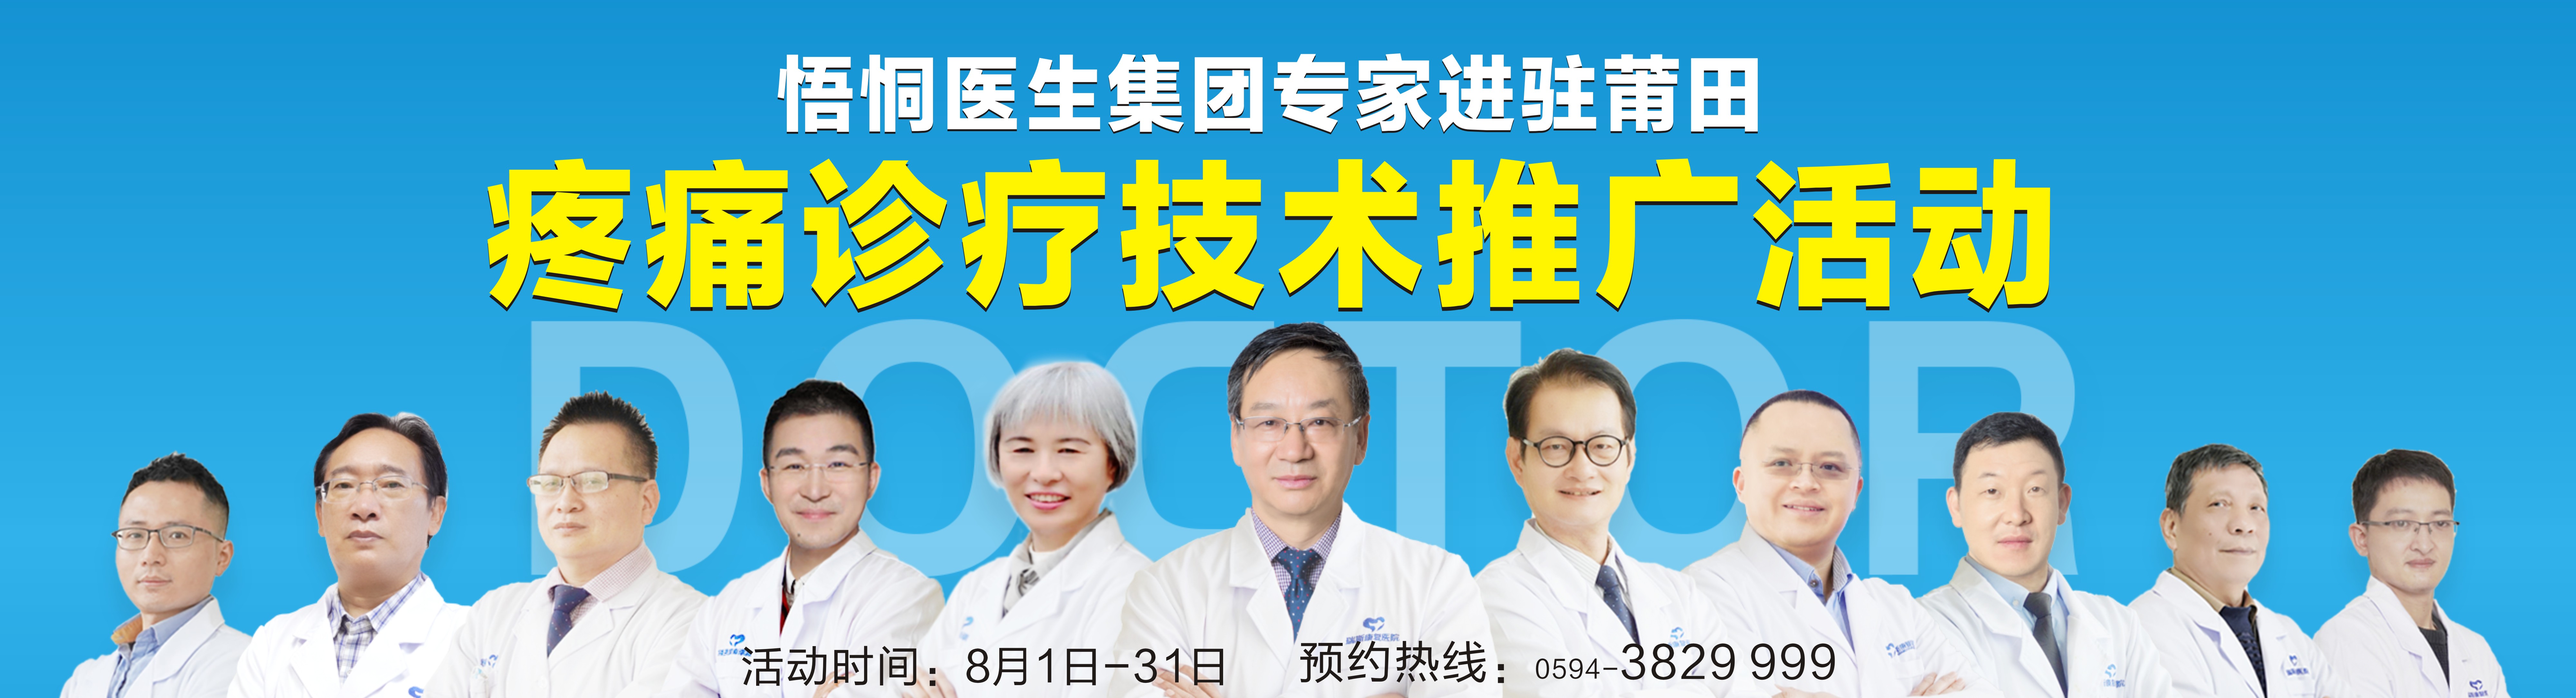 悟恫医生集团专家进驻莆田
疼痛诊疗技术推广活动
DOCTOR
活动时间：8月1日-31日 预约热线：0594-3829 999